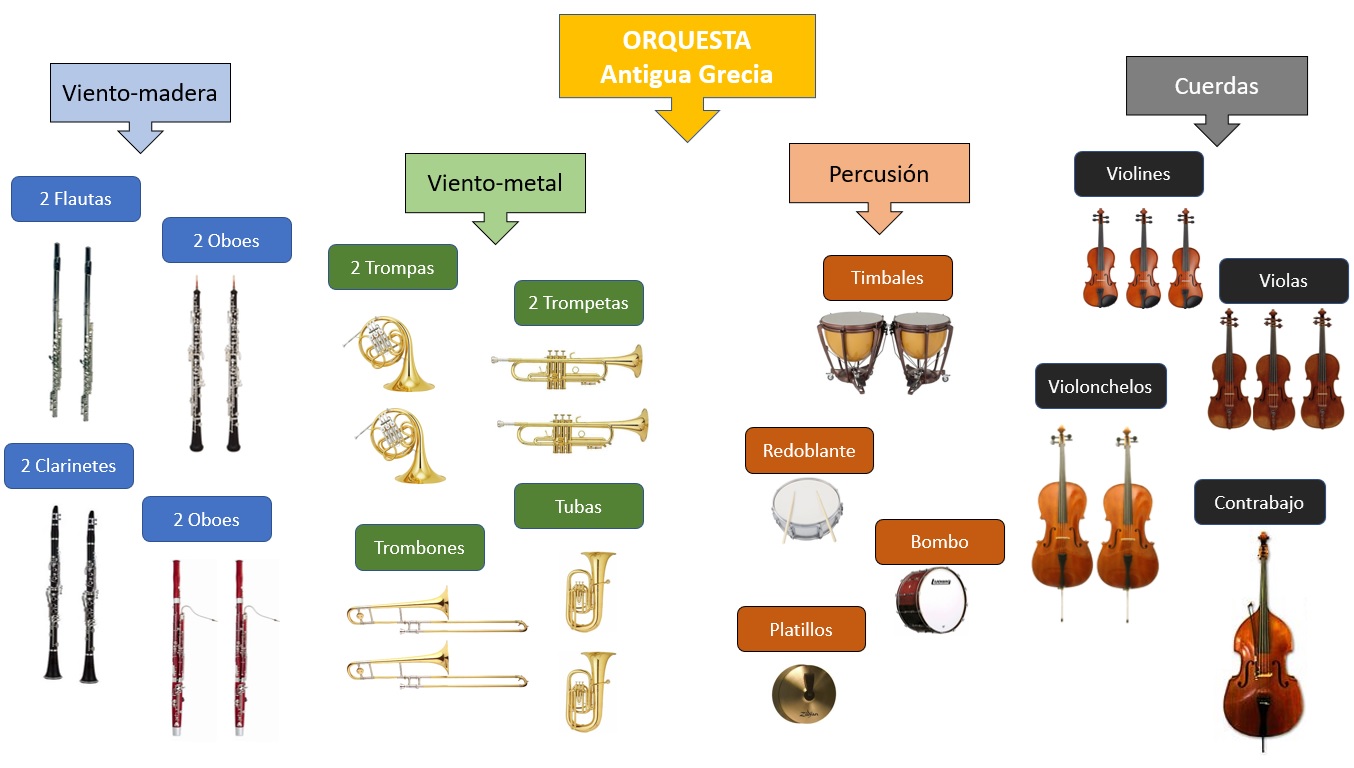 ORQUESTA
Antigua Grecia
Viento-madera
2 Flautas
2 Oboes
2 Clarinetes
2 Oboes
Viento-metal
2 Trompas
2 Trompetas
Trombones
Tubas
Percusión
Timbales
Redoblante
Bombo
Platillos
Zildjian
Cuerdas
Violines
Violas
Violonchelos
Contrabajo